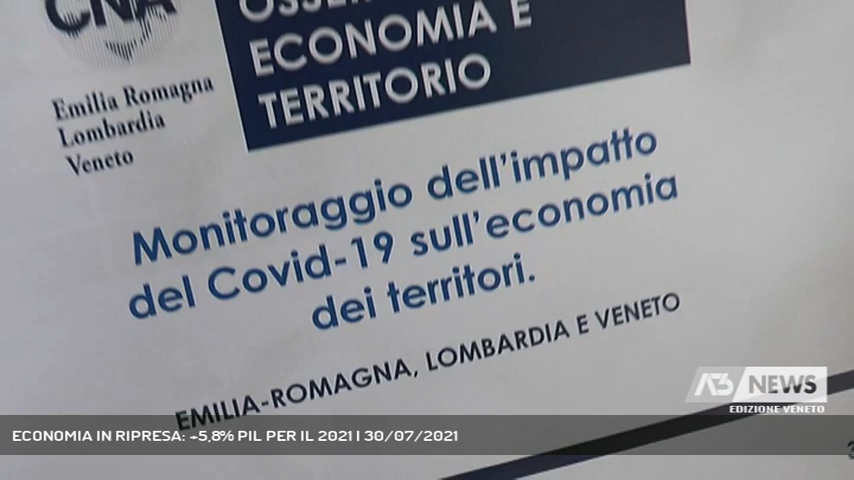 CNA
ECONOMIA E
TERRITORIO
Emilia Romagna
Lombardia
Veneto
Monitoraggio dell'impatto
del Covid-19 sull'economia
dei territori.
EMILIA-ROMAGNA, LOMBARDIA E VENETO
A3 NEWS
EDIZIONE VENETO
ECONOMIA IN RIPRESA: +5,8% PIL PER IL 2021 | 30/07/2021